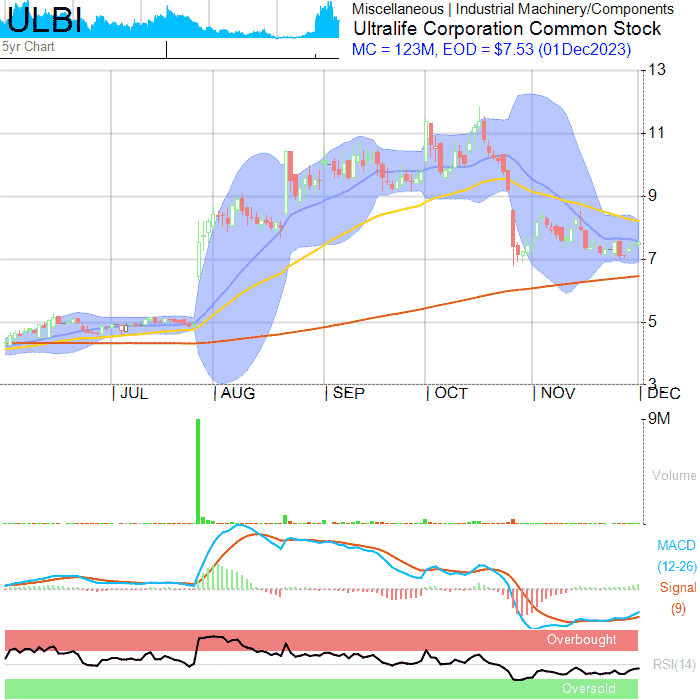 ULBI
5yr Chart
Miscellaneous | Industrial Machinery/Components
Ultralife Corporation Common Stock
MC = 123M, EOD = $7.53 (01Dec2023)
13
11
9
7
5
3
JUL
AUG
SEP
OCT
NOV
DEC
9M
Volume
MACD
(12-26)
Signal
(9)
Overbought
RSI(14)
Oversold